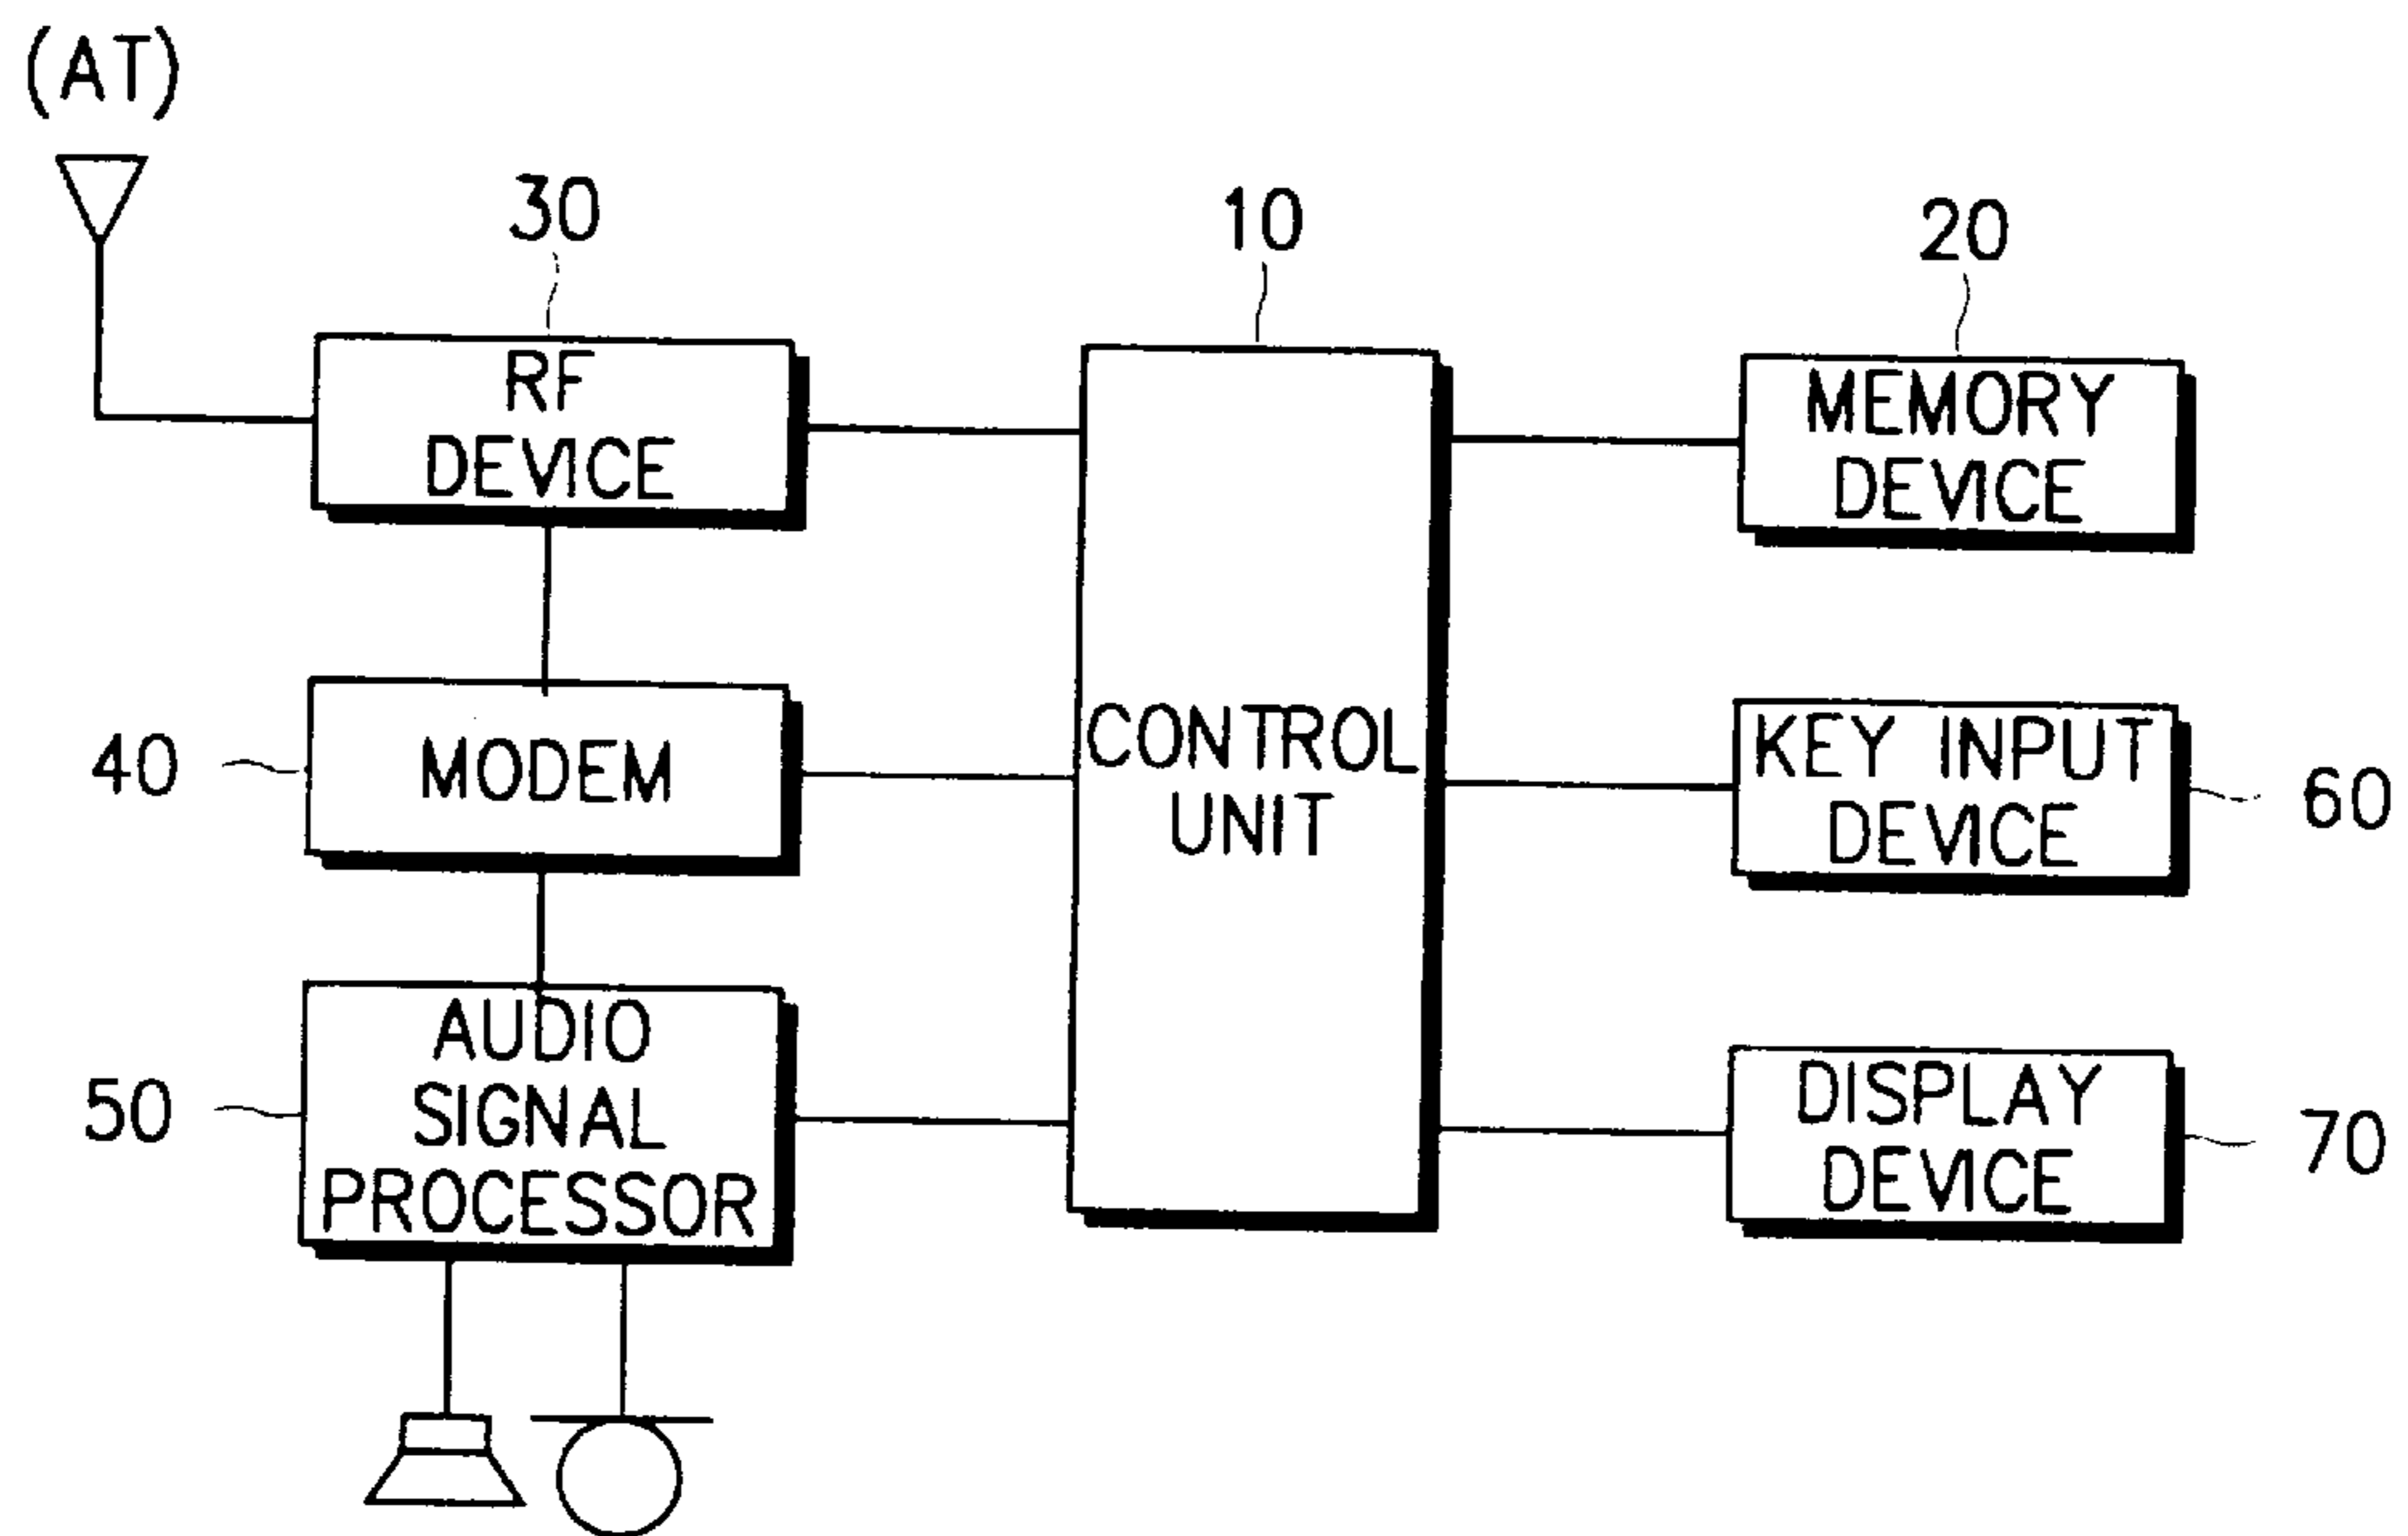 (AT)
30
10
20
RF
DEVICE
MEMORY
DEVICE
40
MODEM
CONTROL
UNIT
KEY INPUT
DEVICE
60
50
AUDIO
SIGNAL
PROCESSOR
DISPLAY
DEVICE
70